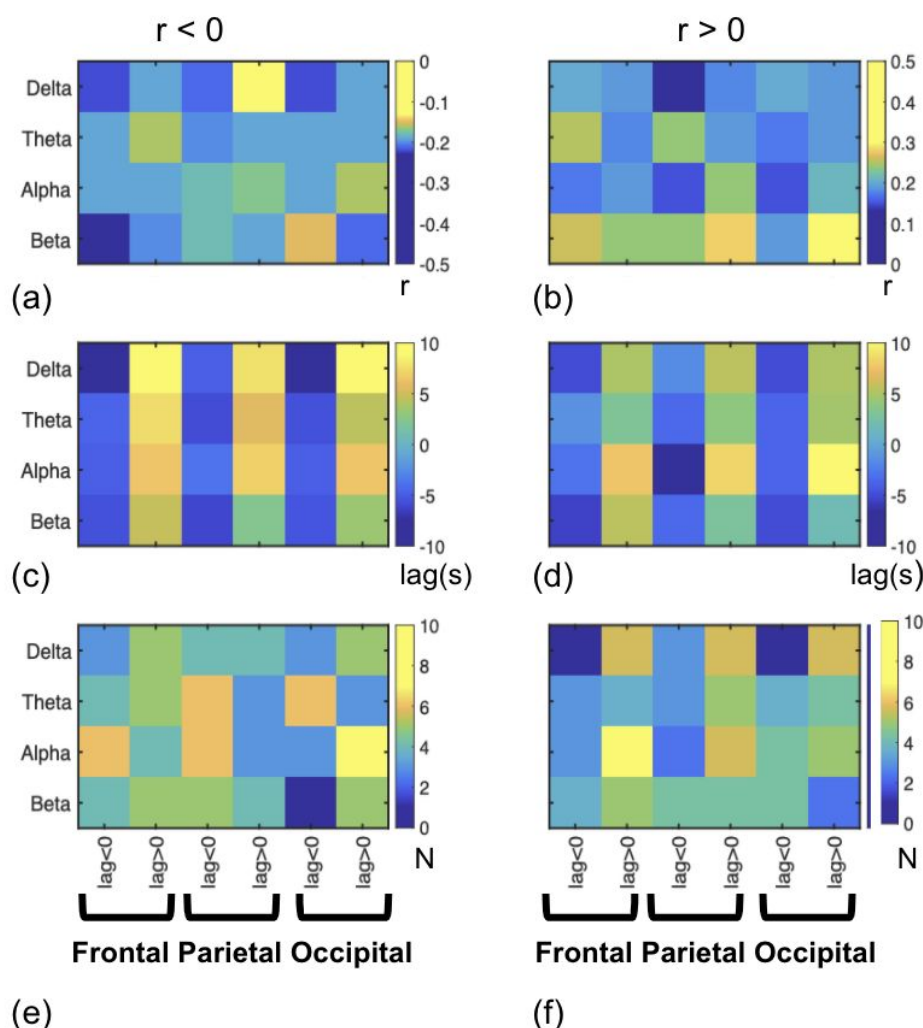 r < 0
r > 0
Delta
Theta
Alpha
Beta
0
-0.1
-0.2
-0.3
-0.4
-0.5
r
(a)
0.5
0.4
0.3
0.2
0.1
0
r
(b)
Delta
Theta
Alpha
Beta
10
5
0
-5
-10
lag(s)
(c)
10
5
0
-5
-10
lag(s)
(d)
Delta
Theta
Alpha
Beta
10
8
6
4
2
0
N
10
8
6
4
2
0
N
lag<0
lag>0
lag<0
lag>0
lag<0
lag>0
lag<0
lag>0
lag<0
lag>0
lag<0
lag>0
Frontal Parietal Occipital
Frontal Parietal Occipital
(e)
(f)